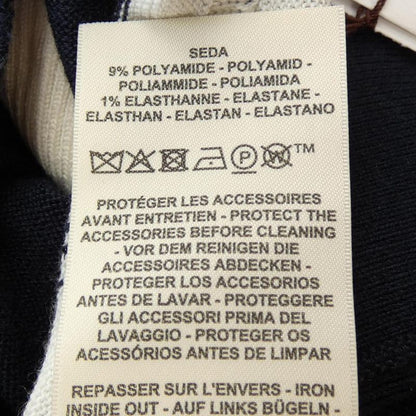 SEDA
9% POLYAMIDE - POLYAMID -
POLIAMMIDE - POLIAMIDA
1% ELASTHANNE - ELASTANE -
ELASTHAN - ELASTAN - ELASTANO
P W™
PROTÉGER LES ACCESSOIRES
AVANT ENTRETIEN - PROTECT THE
ACCESSORIES BEFORE CLEANING
- VOR DEM REINIGEN DIE
ACCESSOIRES ABDECKEN -
PROTEGER LOS ACCESORIOS
ANTES DE LAVAR - PROTEGGERE
GLI ACCESSORI PRIMA DEL
LAVAGGIO - PROTEGER OS
ACESSÓRIOS ANTES DE LIMPAR
REPASSER SUR L'ENVERS - IRON
INSIDE OUT - AUF LINKS BÜGELN -